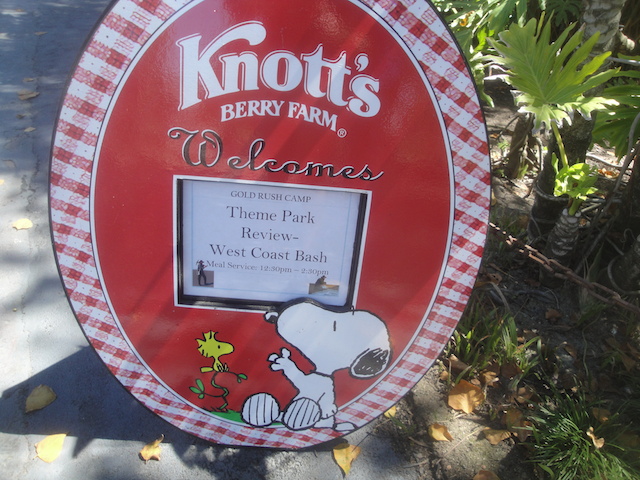 Knott's
BERRY FARM®
Welcomes
GOLD RUSH CAMP
Theme Park
Review-
West Coast Bash
Meal Service: 12:30pm – 2:30pm